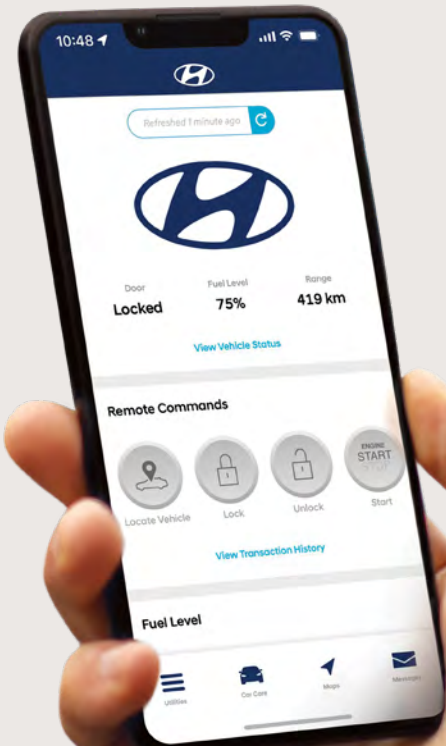 10:48
Refreshed 1 minute ago
Door
Fuel Level
Range
Locked
75%
419 km
View Vehicle Status
Remote Commands
ENGINE
START
STOP
Locate Vehicle
Lock
Unlock
Start
View Transaction History
Fuel Level
Utilities
Car Care
Maps
Messages